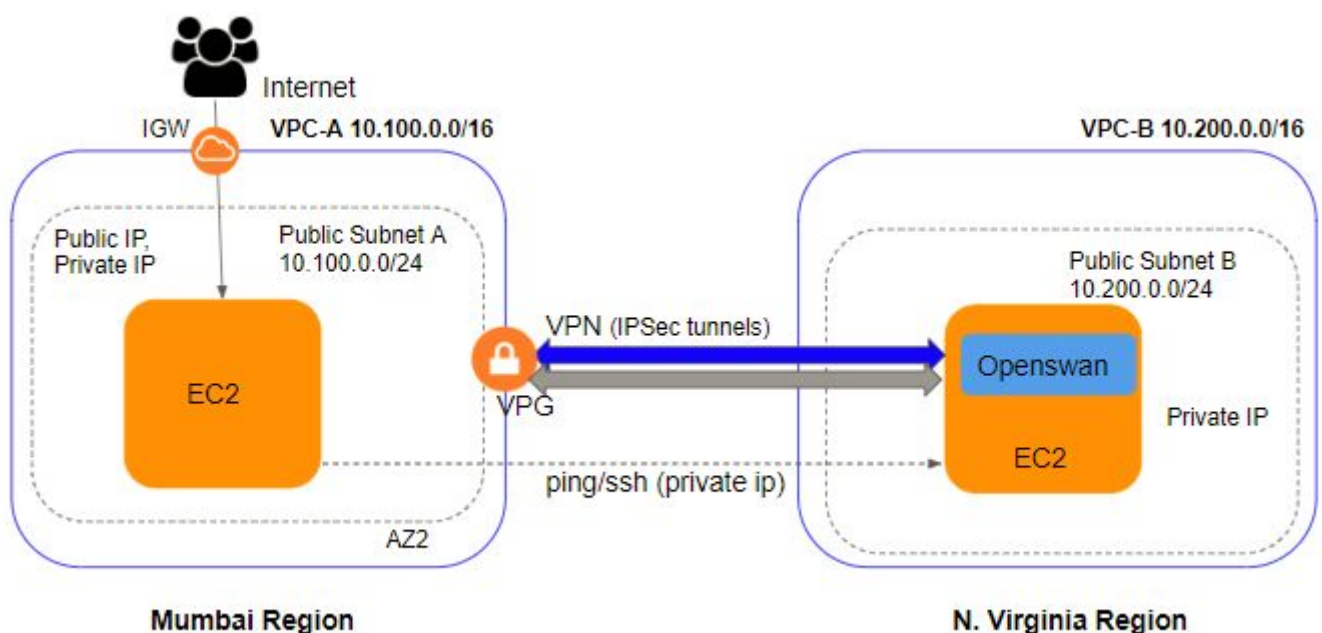 Internet
IGW
VPC-A 10.100.0.0/16
VPC-B 10.200.0.0/16
Public IP,
Private IP
Public Subnet A
10.100.0.0/24
Public Subnet B
10.200.0.0/24
VPN (IPSec tunnels)
Openswan
EC2
VPG
Private IP
EC2
ping/ssh (private ip)
AZ2
Mumbai Region
N. Virginia Region